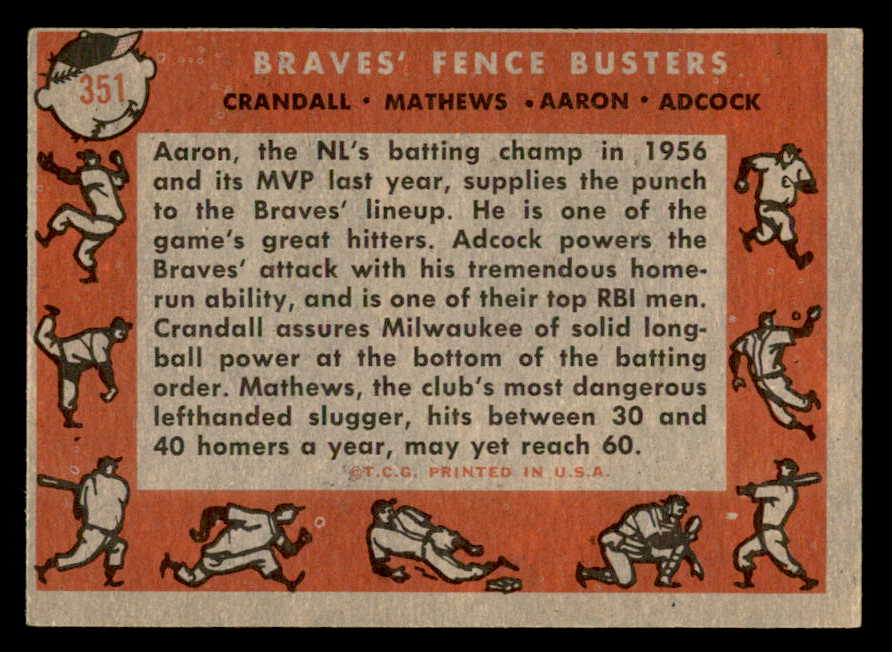 351
BRAVES' FENCE BUSTERS
CRANDALL • MATHEWS • AARON • ADCOCK
Aaron, the NL's batting champ in 1956
and its MVP last year, supplies the punch
to the Braves' lineup. He is one of the
game's great hitters. Adcock powers the
Braves' attack with his tremendous home-
run ability, and is one of their top RBI men.
Crandall assures Milwaukee of solid long-
ball power at the bottom of the batting
order. Mathews, the club's most dangerous
lefthanded slugger, hits between 30 and
40 homers a year, may yet reach 60.
©T.C.G. PRINTED IN U.S.A.